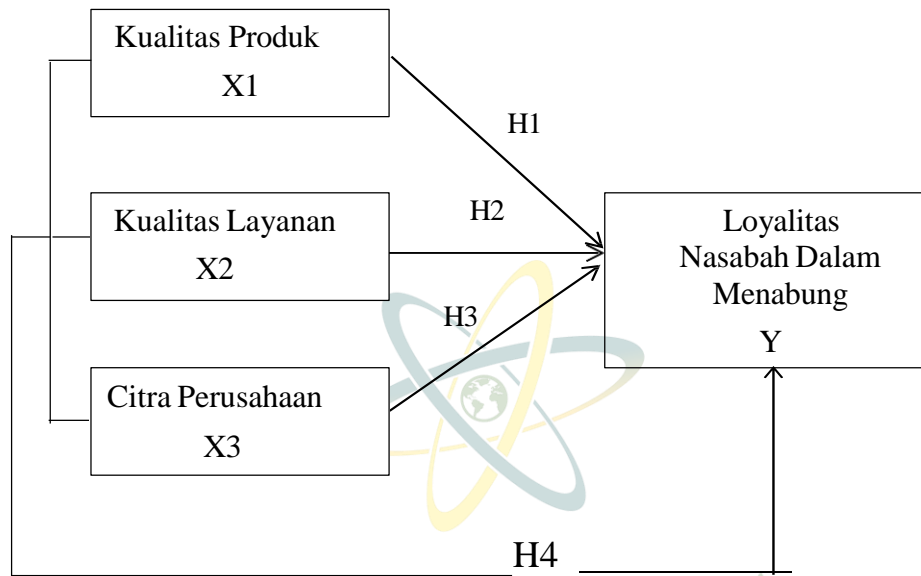 Kualitas Produk
X1
H1
Kualitas Layanan
X2
H2
Loyalitas
Nasabah Dalam
Menabung
Y
H3
Citra Perusahaan
X3
H4